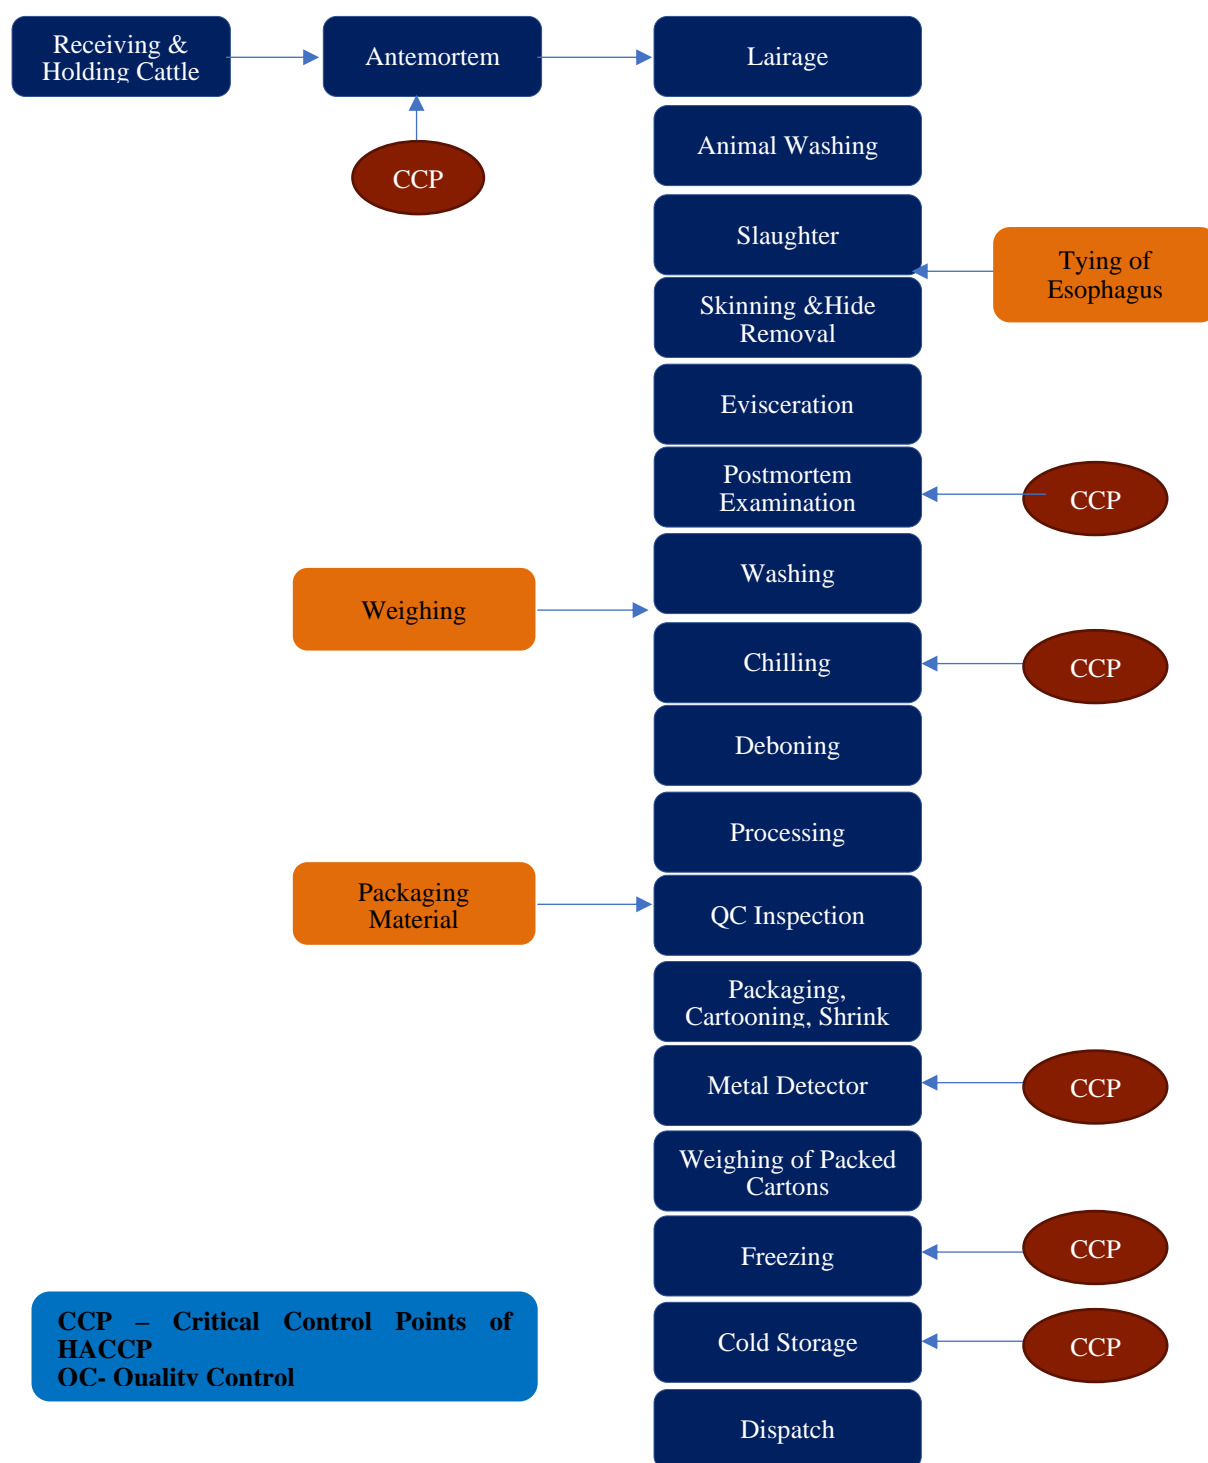 Receiving &
Holding Cattle
Antemortem
Lairage
CCP
Animal Washing
Slaughter
Tying of
Esophagus
Skinning &Hide
Removal
Evisceration
Postmortem
Examination
CCP
Washing
Weighing
Chilling
CCP
Deboning
Processing
Packaging
Material
QC Inspection
Packaging,
Cartooning, Shrink
Metal Detector
CCP
Weighing of Packed
Cartons
Freezing
CCP
CCP – Critical Control Points of
HACCP
QC- Quality Control
Cold Storage
CCP
Dispatch